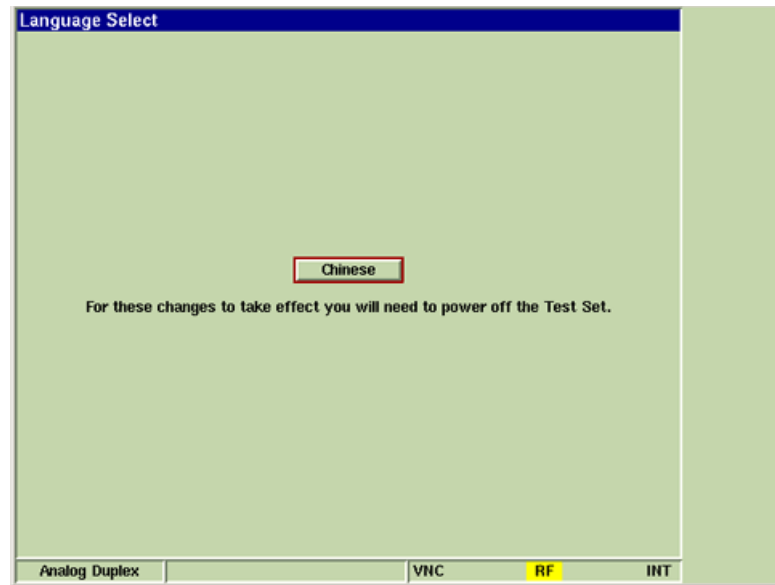 Language Select
Chinese
For these changes to take effect you will need to power off the Test Set.
Analog Duplex VNC RF INT